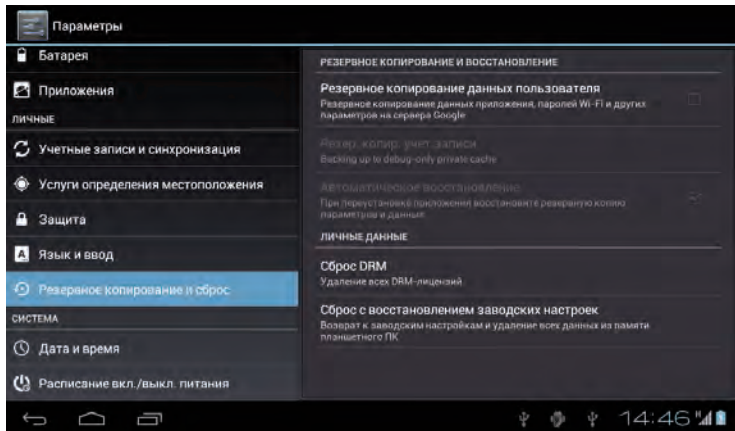 Параметры
Батарея
Приложения
ЛИЧНЫЕ
Учетные записи и синхронизация
Услуги определения местоположения
Защита
Язык и ввод
Резервное копирование и сброс
СИСТЕМА
Дата и время
Расписание вкл./выкл. питания
РЕЗЕРВНОЕ КОПИРОВАНИЕ И ВОССТАНОВЛЕНИЕ
Резервное копирование данных пользователя
Резервное копирование данных приложения, паролей Wi-Fi и других
параметров на сервера Google
Резер. копир. учет. записи
Backing up to debug-only private cache
Автоматическое восстановление
При переустановке приложения восстановите резервную копию
параметров и данных
ЛИЧНЫЕ ДАННЫЕ
Сброс DRM
Удаление всех DRM-лицензий
Сброс с восстановлением заводских настроек
Возврат к заводским настройкам и удаление всех данных из памяти
планшетного ПК
14:46